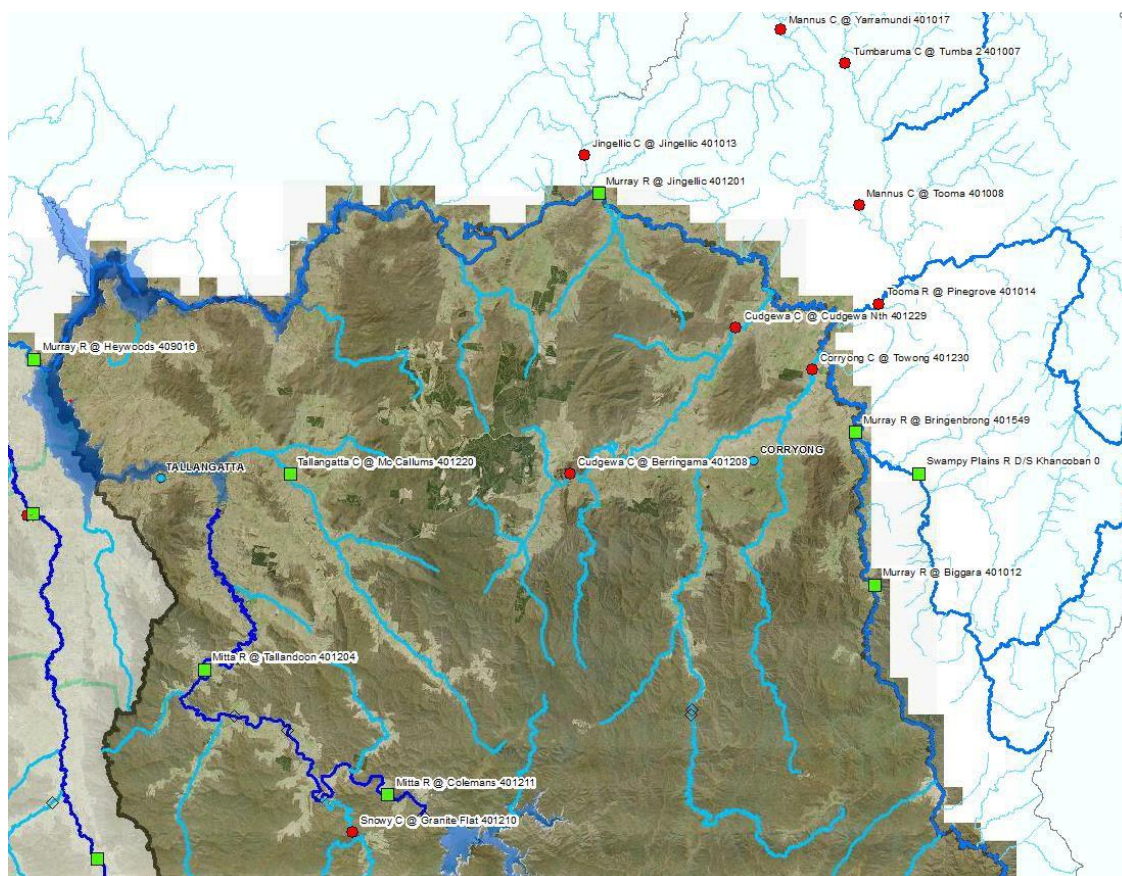 Mannus C @ Yarramundi 401017
Tumbaruma C @ Tumba 2 401007
Jingellic C @ Jingellic 401013
Murray R @ Jingellic 401201
Mannus C @ Tooma 401008
Tooma R @ Pinegrove 401014
Cudgewa C @ Cudgewa Nth 401229
Murray R @ Heywoods 409016
Corryong C @ Towong 401230
Murray R @ Bringenbrong 401549
CORRYONG
TALLANGATTA
Tallangatta C @ Mc Callums 401220
Cudgewa C @ Berringama 401208
Swampy Plains R D/S Khancoban 0
Murray R @ Biggara 401012
Mitta R @ Tallandoon 401204
Mitta R @ Colemans 401211
Snowy C @ Granite Flat 401210